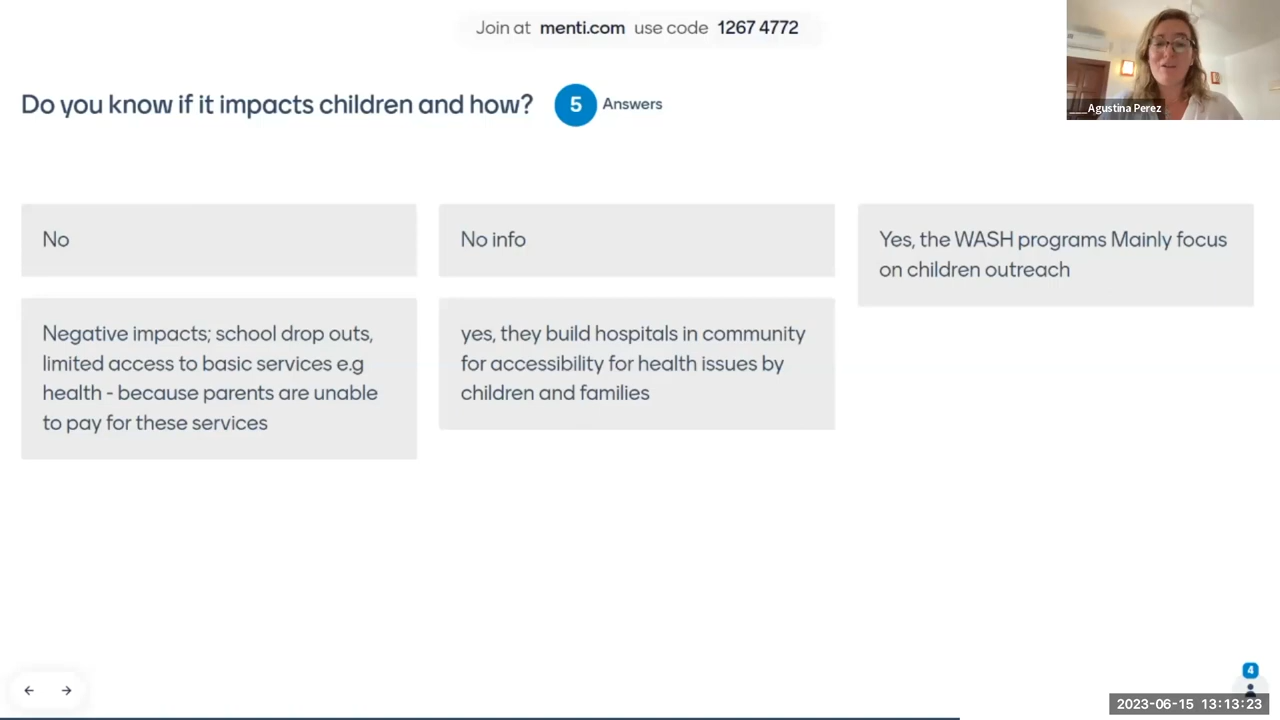 Join at menti.com use code 1267 4772
Agustina Perez
Do you know if it impacts children and how? 5 Answers
No
No info
Yes, the WASH programs Mainly focus
on children outreach
Negative impacts; school drop outs,
limited access to basic services e.g
health - because parents are unable
to pay for these services
yes, they build hospitals in community
for accessibility for health issues by
children and families
4
2023-06-15 13:13:23